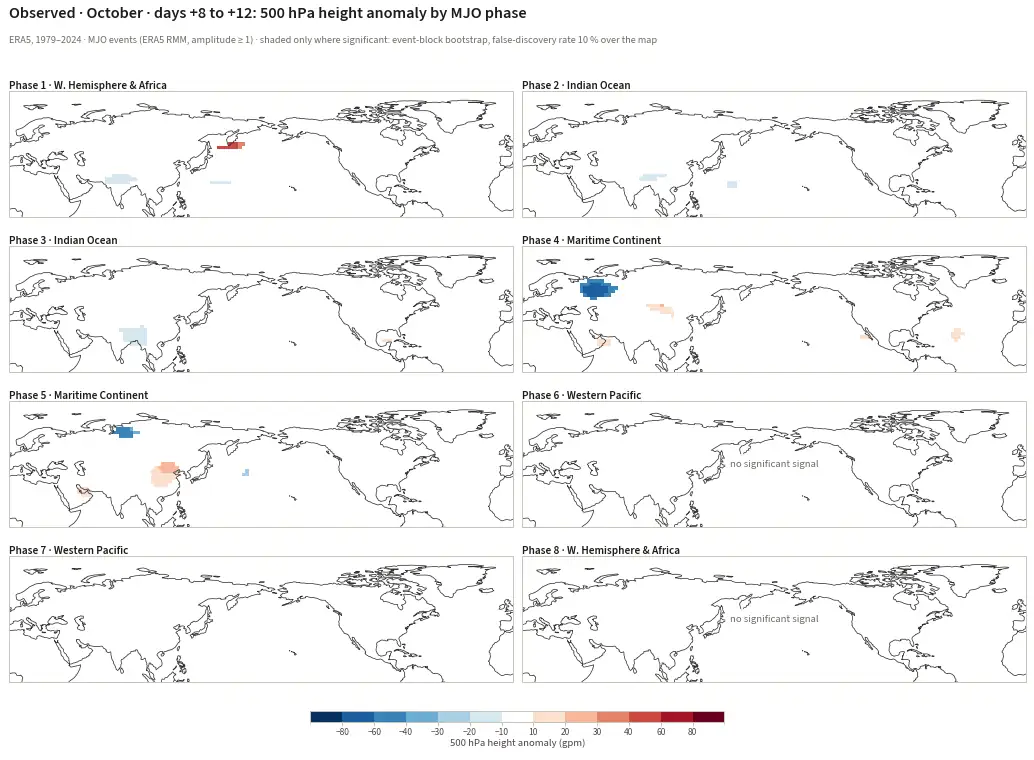 Observed · October · days +8 to +12: 500 hPa height anomaly by MJO phase
ERA5, 1979–2024 · MJO events (ERA5 RMM, amplitude ≥ 1) · shaded only where significant: event-block bootstrap, false-discovery rate 10 % over the map
Phase 1 · W. Hemisphere & Africa
Phase 2 · Indian Ocean
Phase 3 · Indian Ocean
Phase 4 · Maritime Continent
Phase 5 · Maritime Continent
Phase 6 · Western Pacific
no significant signal
Phase 7 · Western Pacific
Phase 8 · W. Hemisphere & Africa
no significant signal
−80 −60 −40 −30 −20 −10 10 20 30 40 60 80
500 hPa height anomaly (gpm)